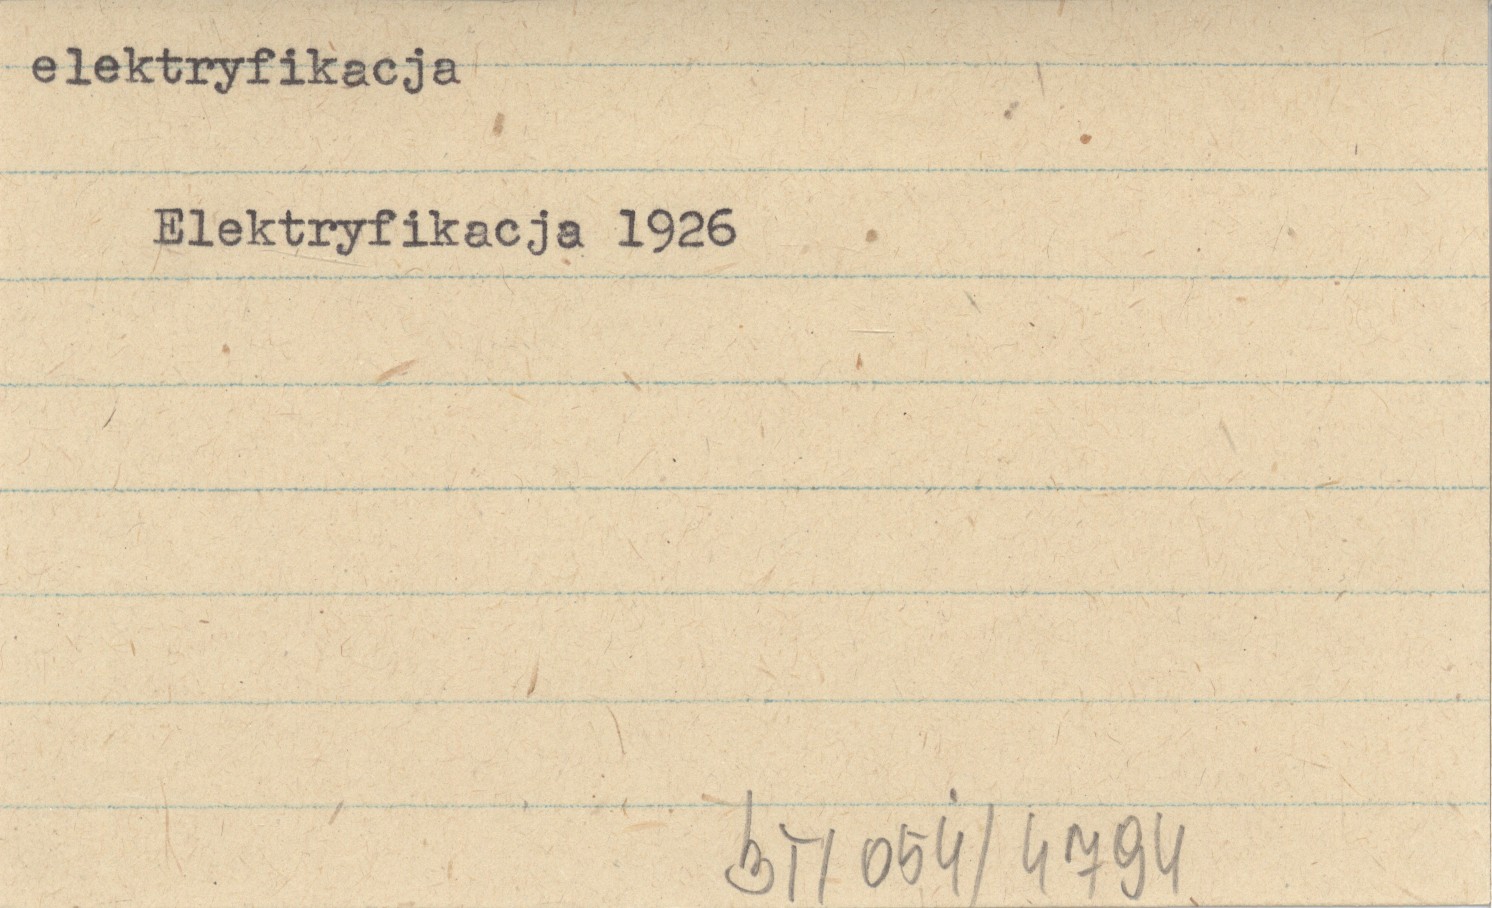 elektryfikacja
Elektryfikacja 1926
BT/ 054/ 4794